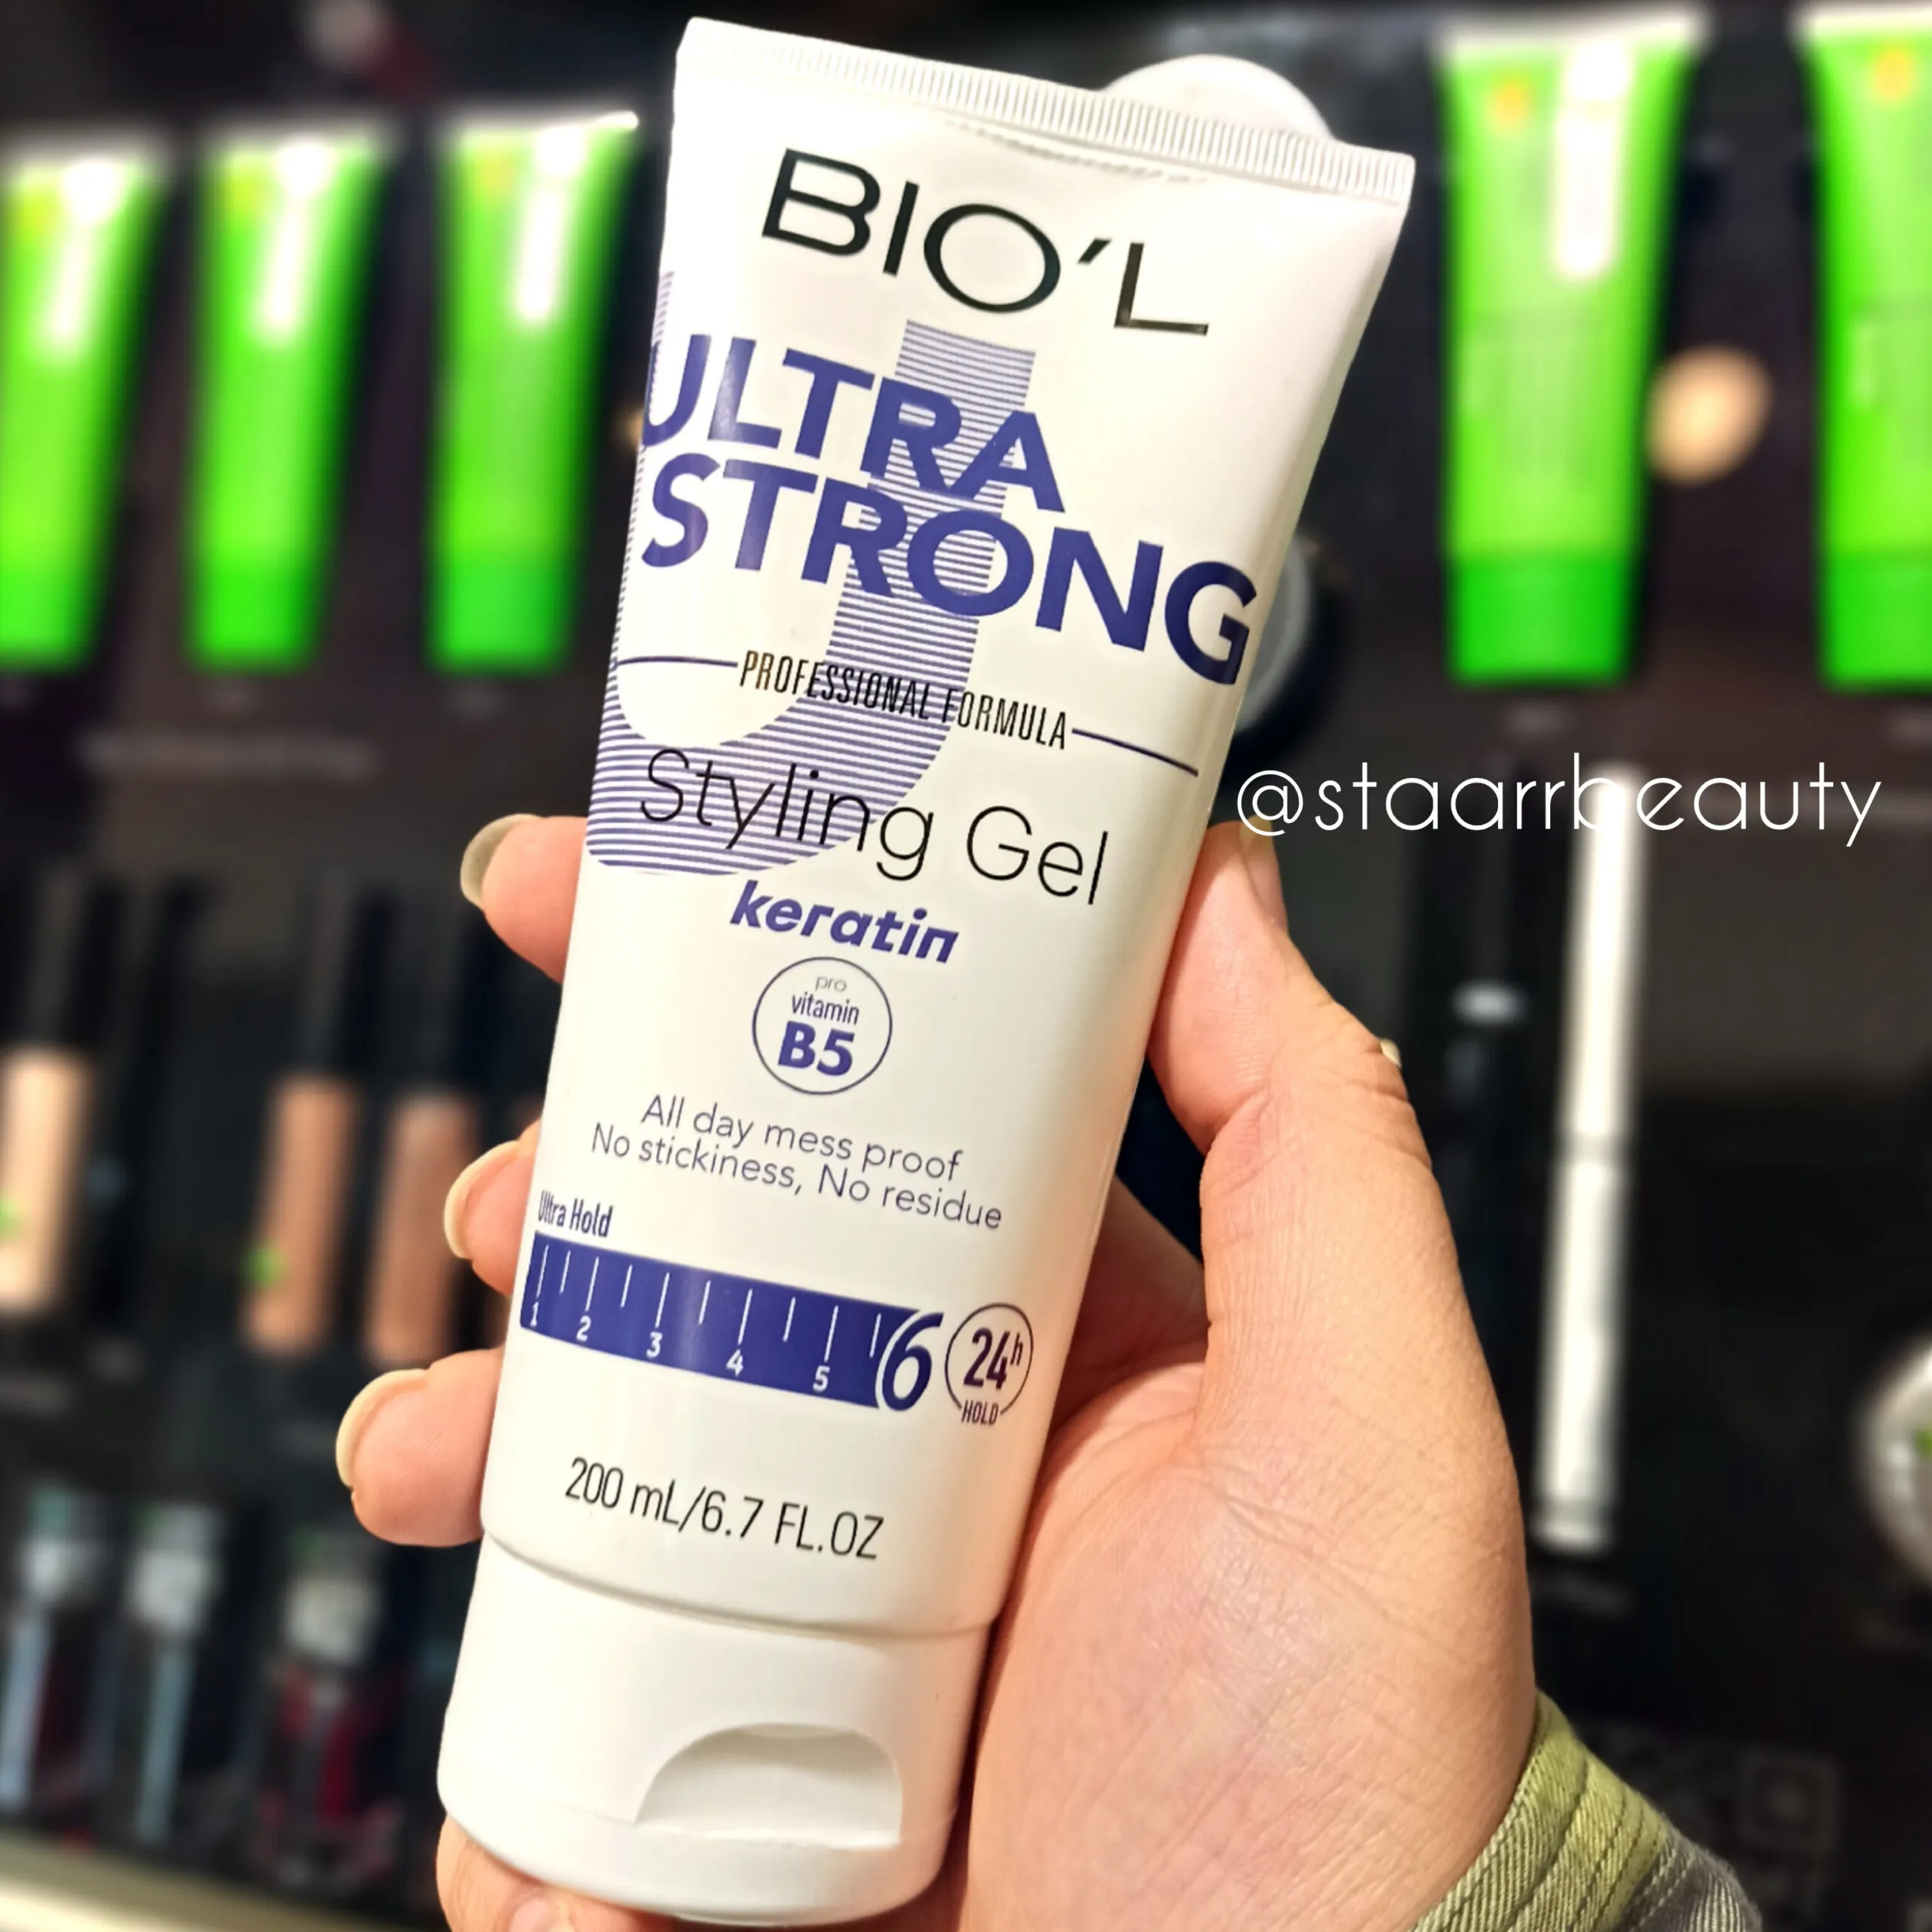 BIO'L
ULTRA
STRONG
PROFESSIONAL FORMULA
Styling Gel
keratin
pro
vitamin
B5
All day mess proof
No stickiness, No residue
Ultra Hold
1 2 3 4 5 6
24h
HOLD
200 mL/6.7 FL.OZ
@staarrbeauty